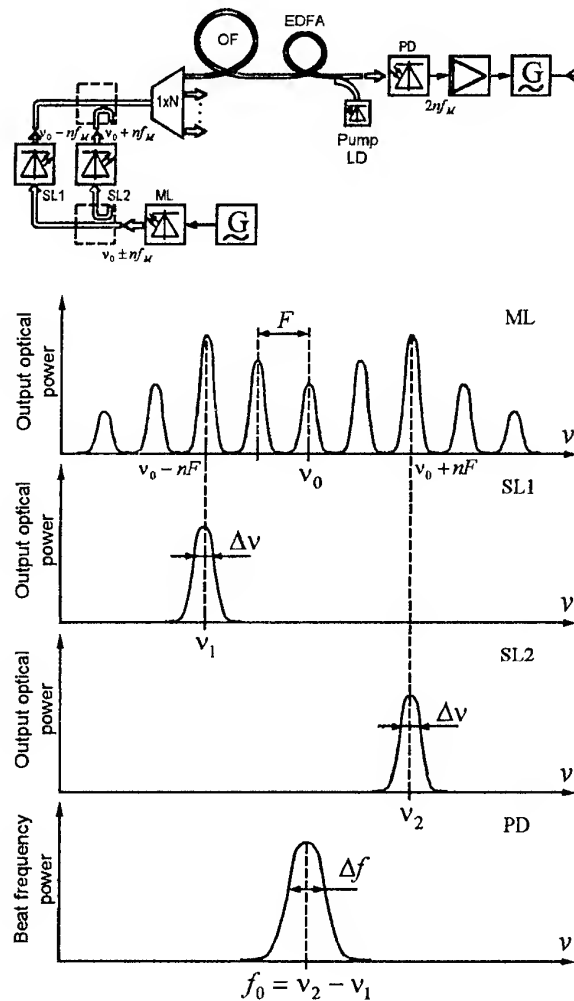 OF
EDFA
PD
G
1xN
2nf_M
Pump
LD
ν₀ − nf_M
ν₀ + nf_M
SL1
SL2
ML
G
ν₀ ± nf_M
Output optical
power
F
ML
ν₀ − nF
ν₀
ν₀ + nF
ν
Output optical
power
SL1
Δν
ν₁
ν
Output optical
power
SL2
Δν
ν₂
ν
Beat frequency
power
PD
Δf
ν
f₀ = ν₂ − ν₁